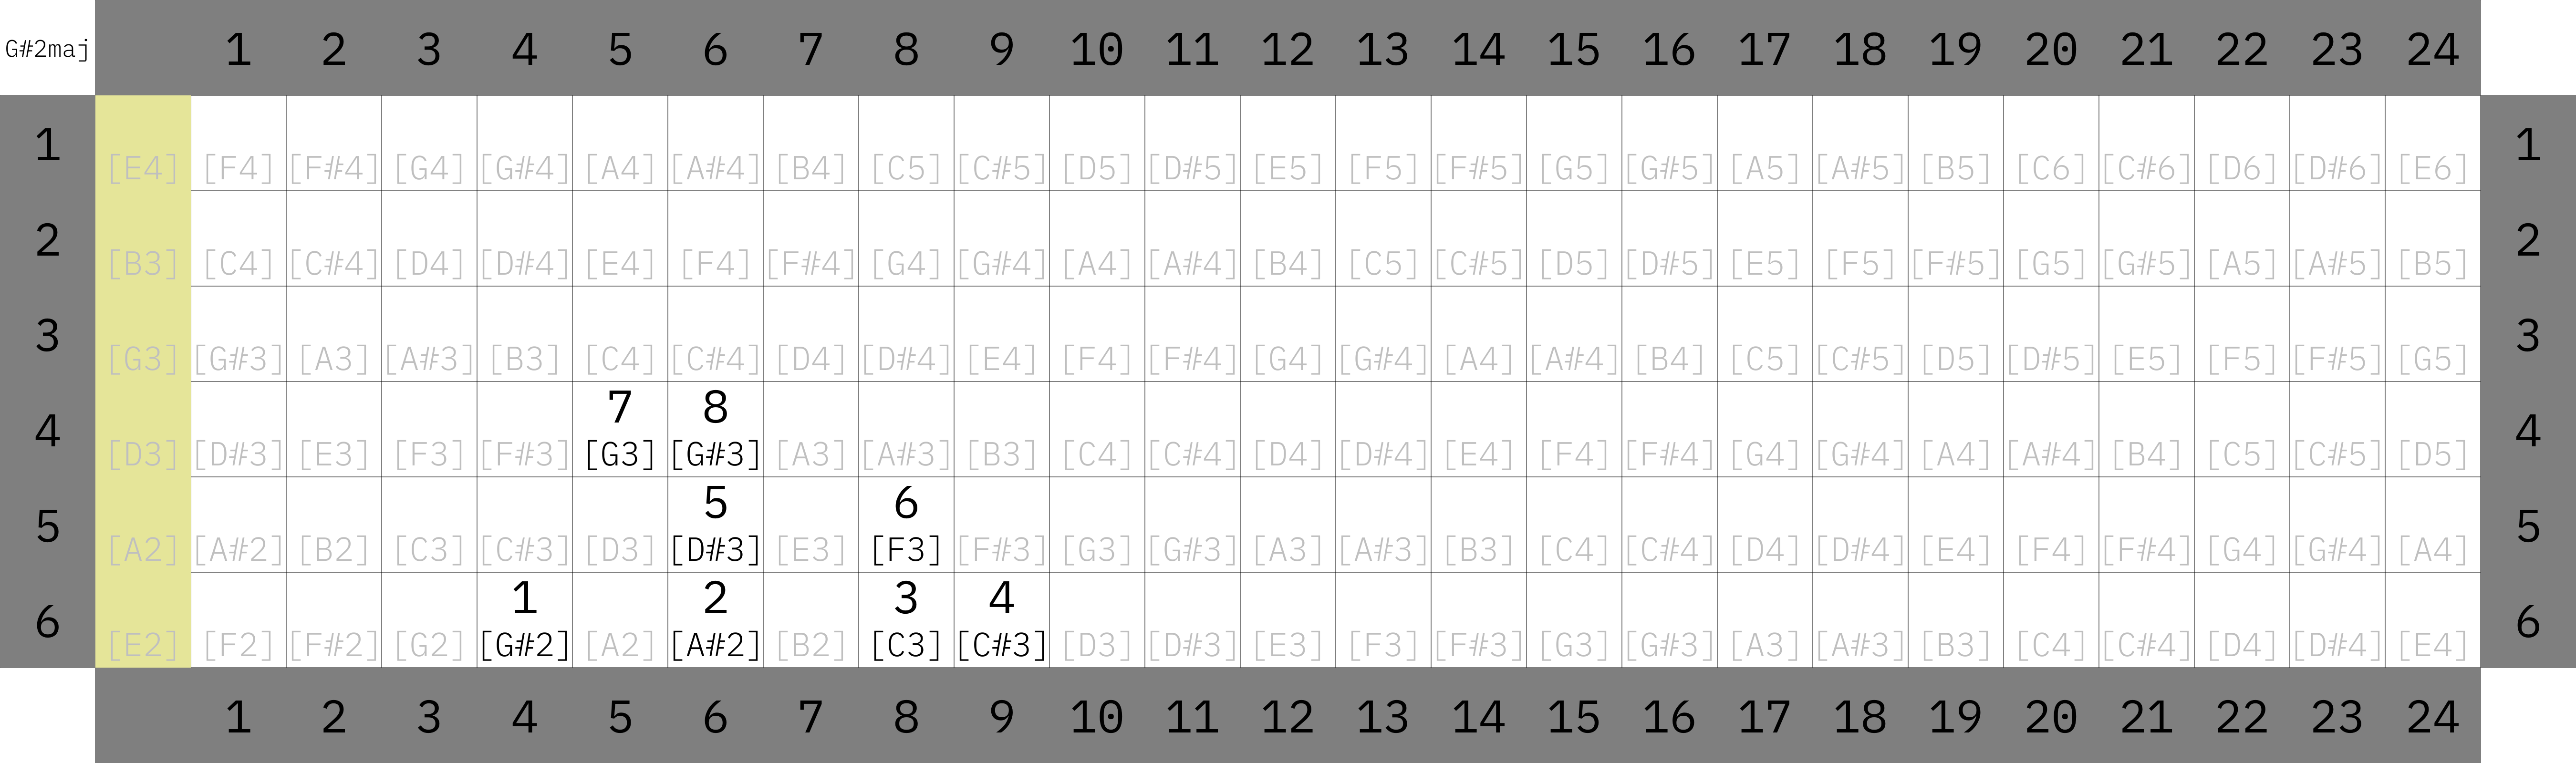 G#2maj 1 2 3 4 5 6 7 8 9 10 11 12 13 14 15 16 17 18 19 20 21 22 23 24
1 1
[E4] [F4] [F#4] [G4] [G#4] [A4] [A#4] [B4] [C5] [C#5] [D5] [D#5] [E5] [F5] [F#5] [G5] [G#5] [A5] [A#5] [B5] [C6] [C#6] [D6] [D#6] [E6]
2 2
[B3] [C4] [C#4] [D4] [D#4] [E4] [F4] [F#4] [G4] [G#4] [A4] [A#4] [B4] [C5] [C#5] [D5] [D#5] [E5] [F5] [F#5] [G5] [G#5] [A5] [A#5] [B5]
3 3
[G3] [G#3] [A3] [A#3] [B3] [C4] [C#4] [D4] [D#4] [E4] [F4] [F#4] [G4] [G#4] [A4] [A#4] [B4] [C5] [C#5] [D5] [D#5] [E5] [F5] [F#5] [G5]
7 8
4 4
[D3] [D#3] [E3] [F3] [F#3] [G3] [G#3] [A3] [A#3] [B3] [C4] [C#4] [D4] [D#4] [E4] [F4] [F#4] [G4] [G#4] [A4] [A#4] [B4] [C5] [C#5] [D5]
5 6
5 5
[A2] [A#2] [B2] [C3] [C#3] [D3] [D#3] [E3] [F3] [F#3] [G3] [G#3] [A3] [A#3] [B3] [C4] [C#4] [D4] [D#4] [E4] [F4] [F#4] [G4] [G#4] [A4]
1 2 3 4
6 6
[E2] [F2] [F#2] [G2] [G#2] [A2] [A#2] [B2] [C3] [C#3] [D3] [D#3] [E3] [F3] [F#3] [G3] [G#3] [A3] [A#3] [B3] [C4] [C#4] [D4] [D#4] [E4]
1 2 3 4 5 6 7 8 9 10 11 12 13 14 15 16 17 18 19 20 21 22 23 24